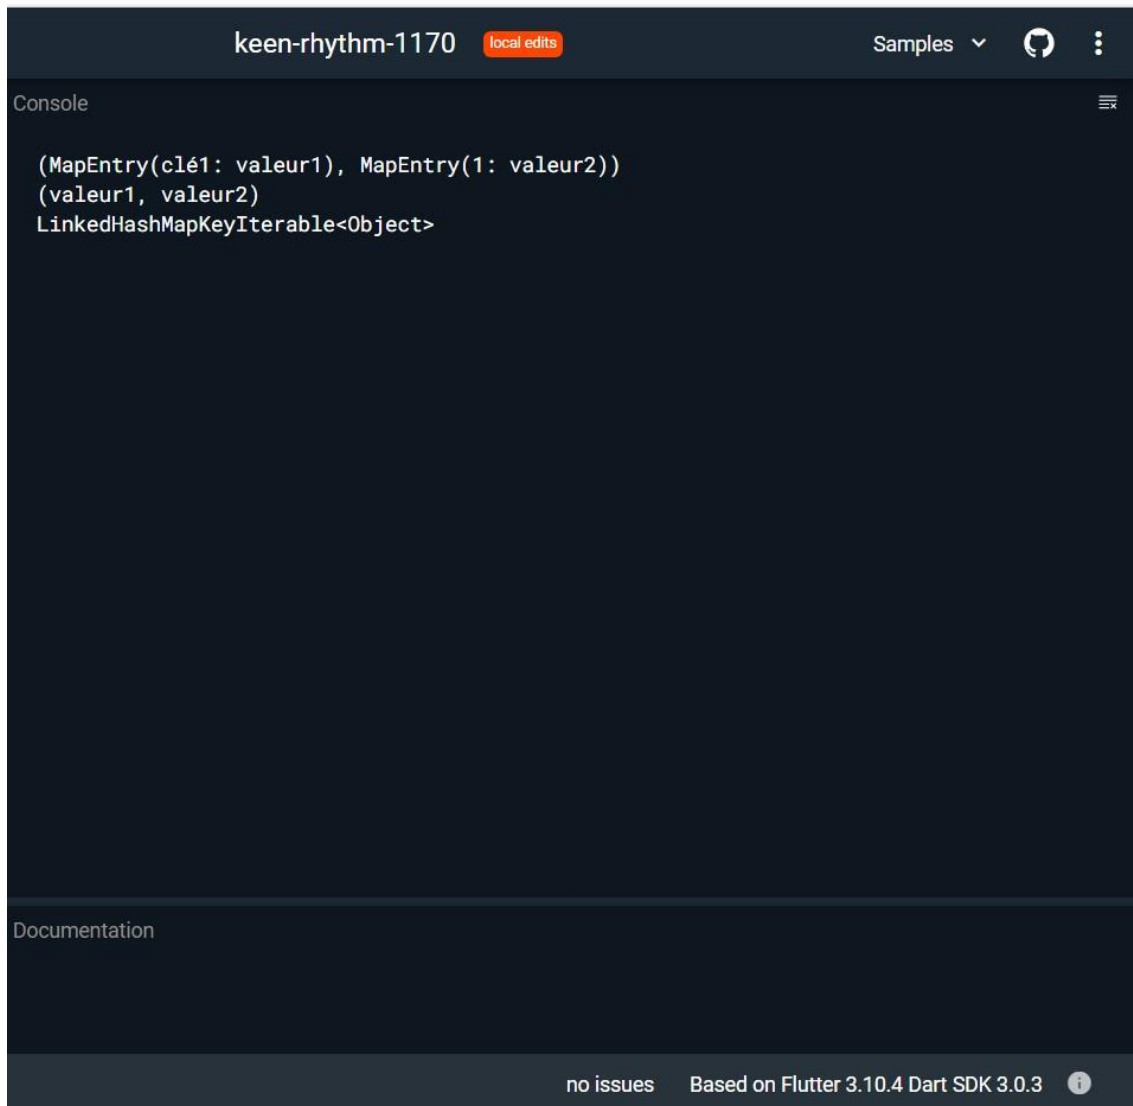 keen-rhythm-1170 local edits Samples
Console
(MapEntry(clé1: valeur1), MapEntry(1: valeur2))
(valeur1, valeur2)
LinkedHashMapKeyIterable<Object>
Documentation
no issues Based on Flutter 3.10.4 Dart SDK 3.0.3